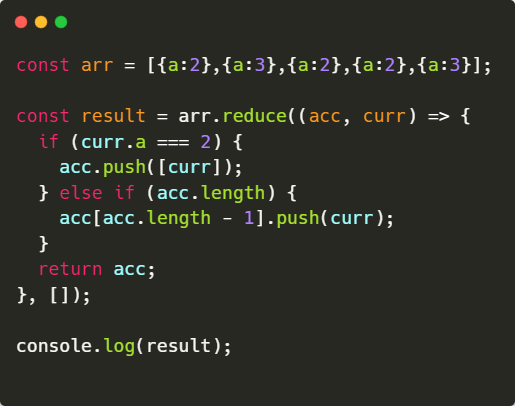 const arr = [{a:2},{a:3},{a:2},{a:2},{a:3}];

const result = arr.reduce((acc, curr) => {
  if (curr.a === 2) {
    acc.push([curr]);
  } else if (acc.length) {
    acc[acc.length - 1].push(curr);
  }
  return acc;
}, []);

console.log(result);